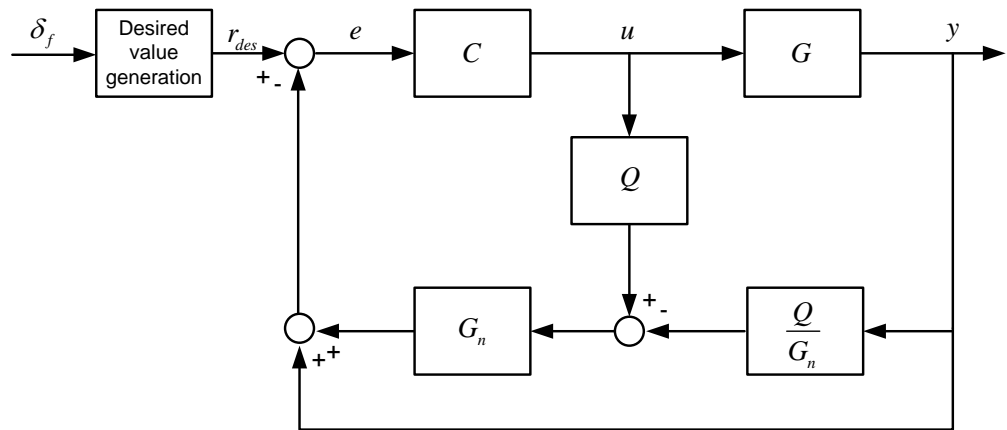 δ_f
Desired
value
generation
r_des
+
-
e
C
u
G
y
Q
+
-
G_n
Q
G_n
+
+